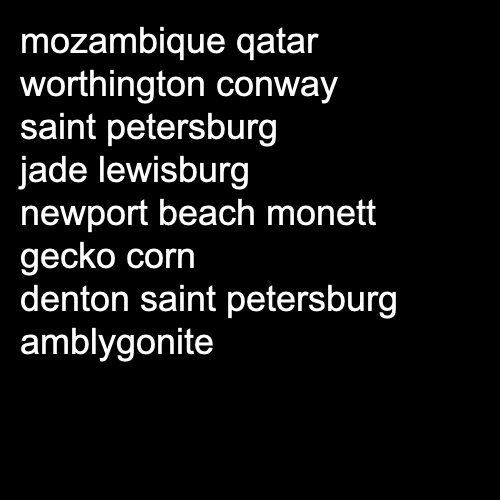 mozambique qatar
worthington conway
saint petersburg
jade lewisburg
newport beach monett
gecko corn
denton saint petersburg
amblygonite